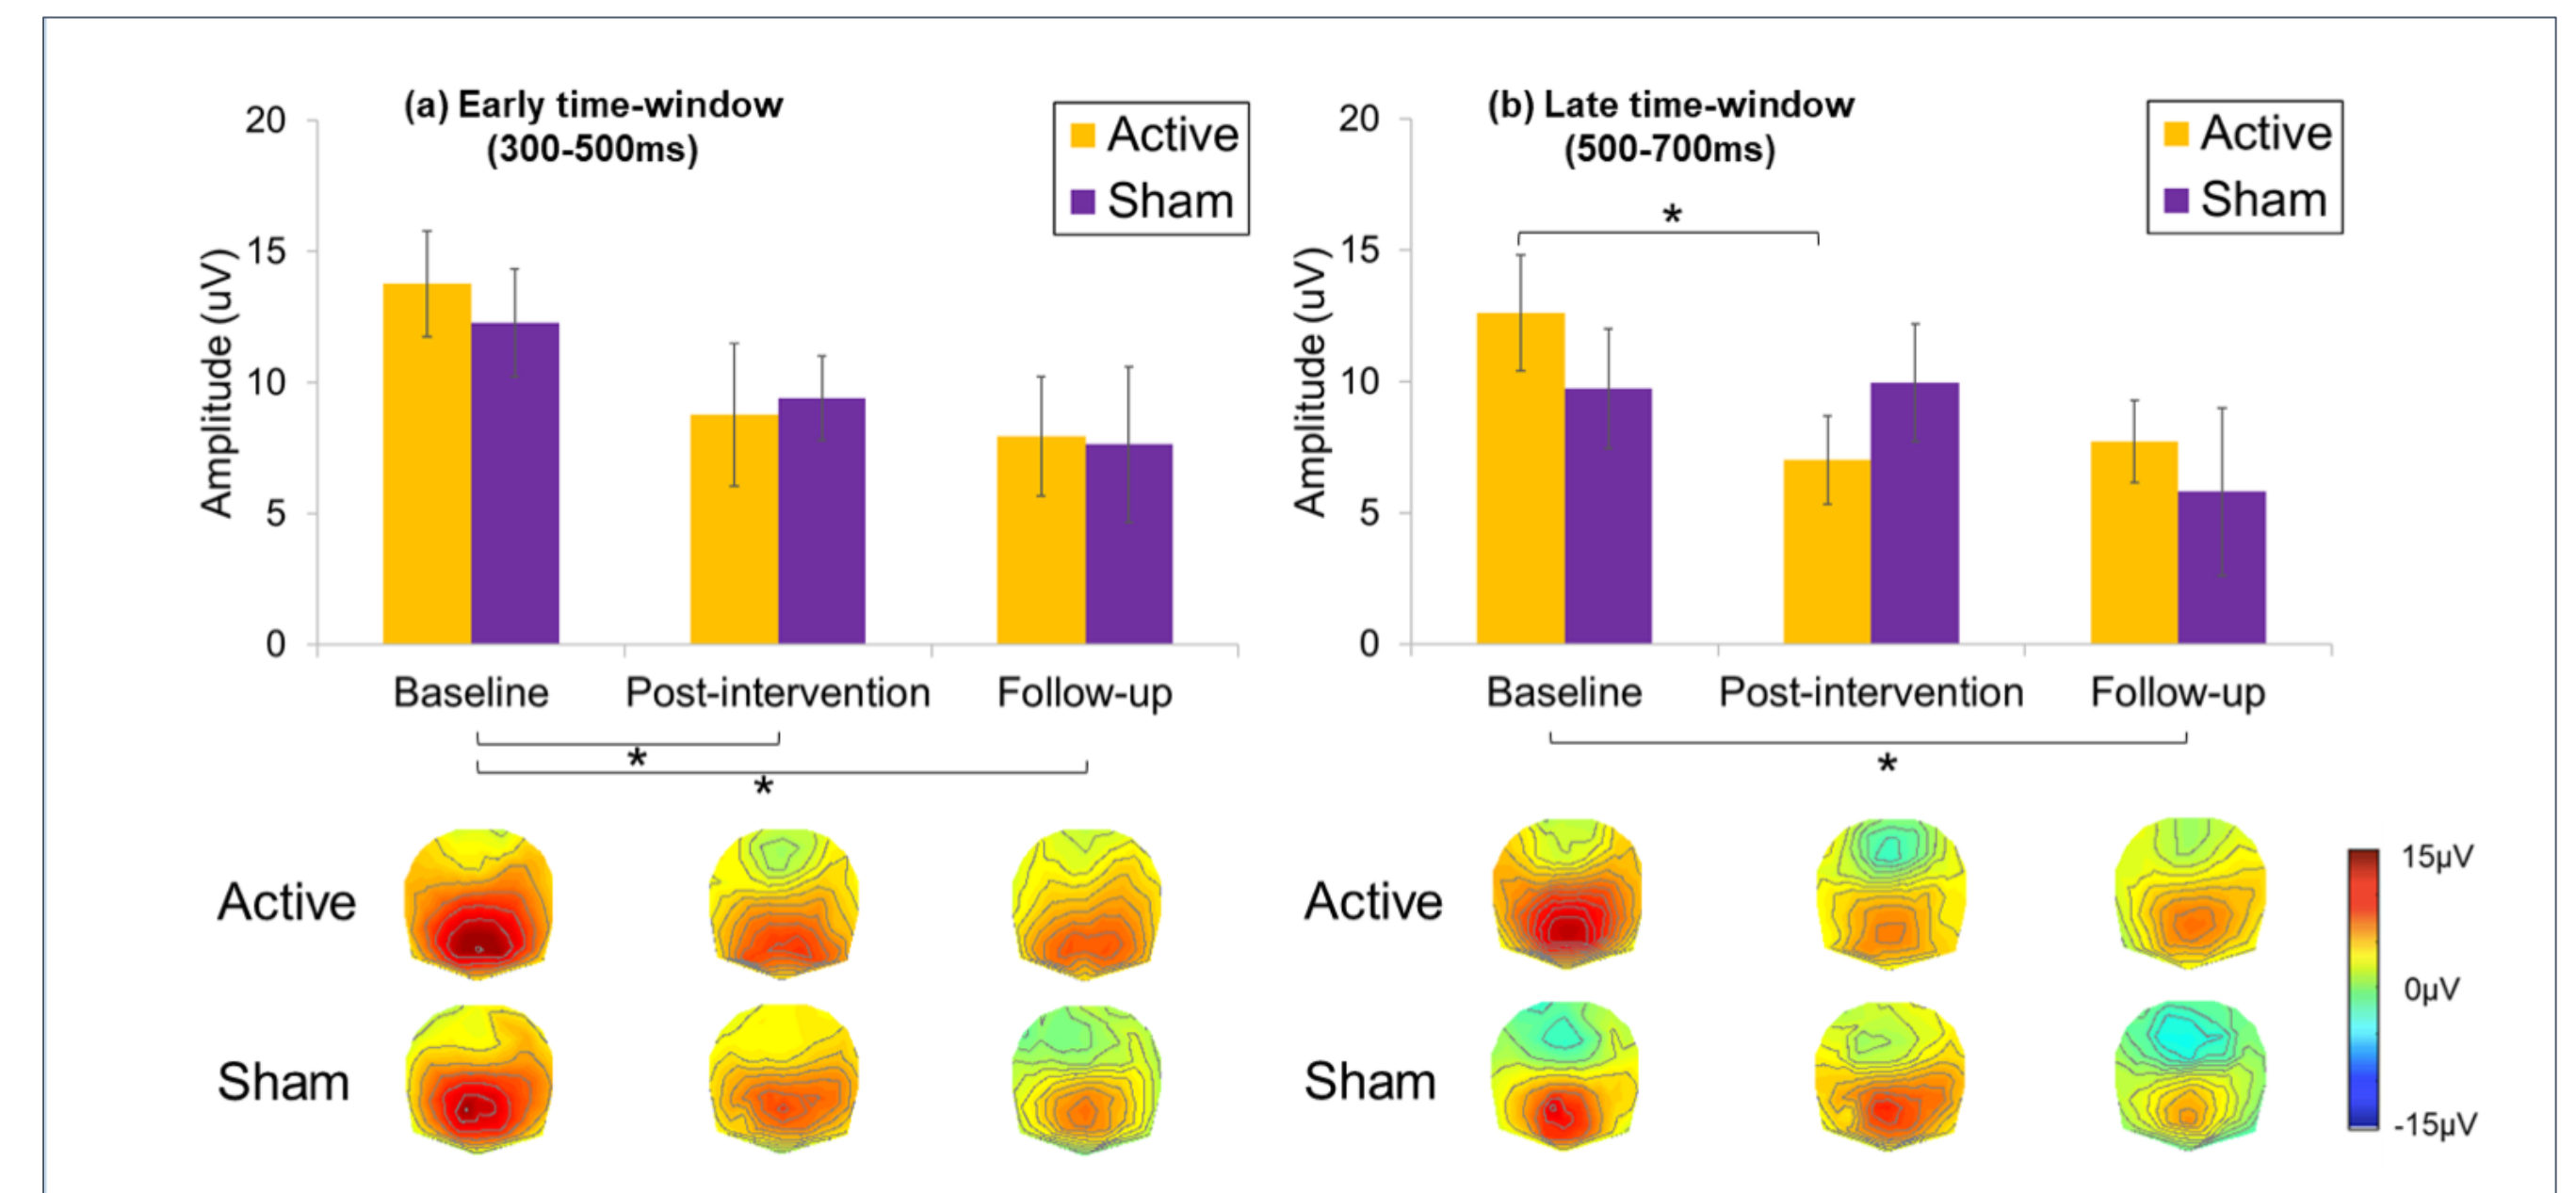 (a) Early time-window
(300-500ms)
Active
Sham
20
15
10
5
0
Amplitude (uV)
Baseline
Post-intervention
Follow-up
*
*
(b) Late time-window
(500-700ms)
Active
Sham
20
15
10
5
0
Amplitude (uV)
*
Baseline
Post-intervention
Follow-up
*
Active
Sham
Active
Sham
15µV
0µV
-15µV